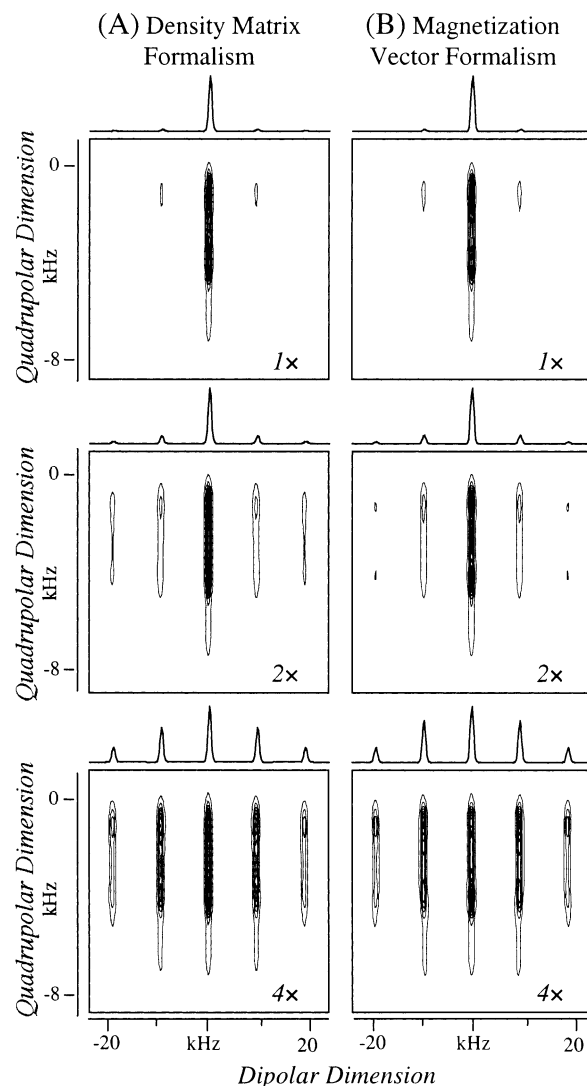 (A) Density Matrix Formalism
(B) Magnetization Vector Formalism
Quadrupolar Dimension
kHz
0
-8
1×
1×
Quadrupolar Dimension
kHz
0
-8
2×
2×
Quadrupolar Dimension
kHz
0
-8
4×
4×
-20 kHz 20
-20 kHz 20
Dipolar Dimension